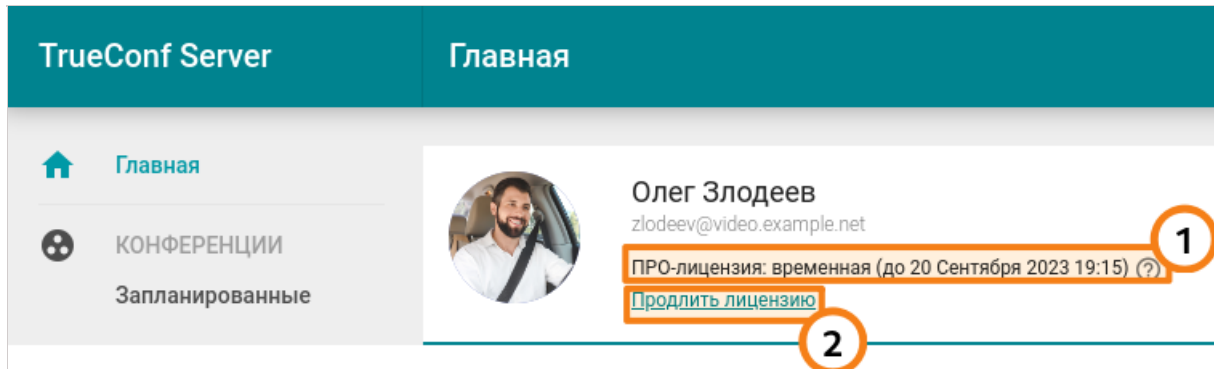 TrueConf Server
Главная
Главная
КОНФЕРЕНЦИИ
Запланированные
Олег Злодеев
zlodeev@video.example.net
ПРО-лицензия: временная (до 20 Сентября 2023 19:15) ?
1
Продлить лицензию
2